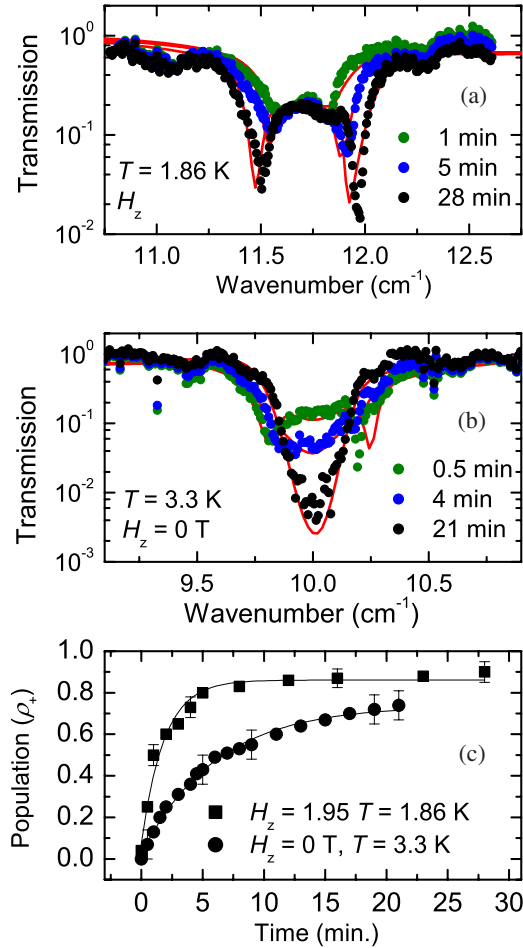 10⁰
10⁻¹
10⁻²
Transmission
(a)
1 min
5 min
28 min
T = 1.86 K
H_z
11.0 11.5 12.0 12.5
Wavenumber (cm⁻¹)
10⁰
10⁻¹
10⁻²
10⁻³
Transmission
(b)
0.5 min
4 min
21 min
T = 3.3 K
H_z = 0 T
9.5 10.0 10.5
Wavenumber (cm⁻¹)
1.0
0.8
0.6
0.4
0.2
0.0
Population (ρ₊)
(c)
H_z = 1.95 T = 1.86 K
H_z = 0 T, T = 3.3 K
0 5 10 15 20 25 30
Time (min.)